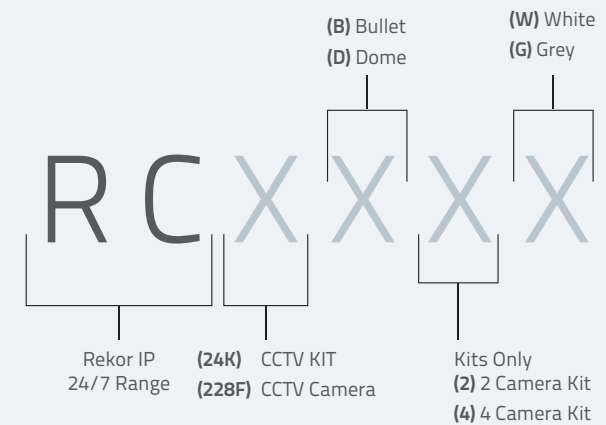 (B) Bullet
(D) Dome
(W) White
(G) Grey
R C X X X X
Rekor IP
24/7 Range
(24K) CCTV KIT
(228F) CCTV Camera
Kits Only
(2) 2 Camera Kit
(4) 4 Camera Kit